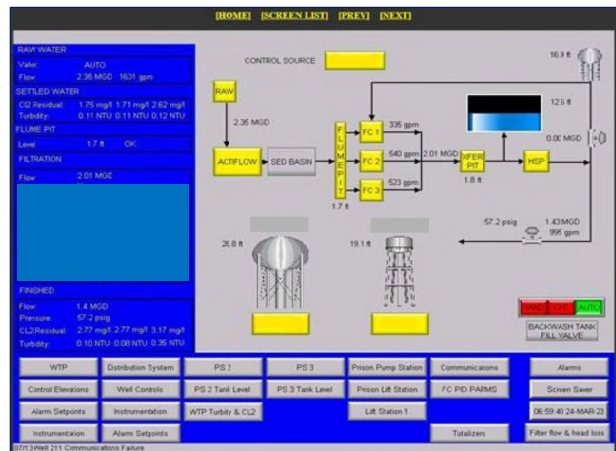 [HOME] [SCREEN LIST] [PREV] [NEXT]
RAW WATER
Valve: AUTO
Flow: 2.35 MGD 1631 gpm
SETTLED WATER
Cl2 Residual: 1.75 mg/l 1.71 mg/l 2.62 mg/l
Turbidity: 0.11 NTU 0.11 NTU 0.12 NTU
FLUME PIT
Level 1.7 ft OK
FILTRATION
Flow 2.01 MGD
FINISHED
Flow: 1.4 MGD
Pressure: 57.2 psig
CL2 Residual: 2.77 mg/l 2.77 mg/l 3.17 mg/l
Turbidity: 0.10 NTU 0.08 NTU 0.35 NTU
CONTROL SOURCE
16.9 ft
RAW
2.35 MGD
ACTIFLOW
SED BASIN
FLUME PIT
1.7 ft
FC 1
335 gpm
FC 2
540 gpm
FC 3
523 gpm
2.01 MGD
XFER PIT
1.8 ft
12.5 ft
HSP
0.00 MGD
57.2 psig
1.43 MGD
995 gpm
26.8 ft
19.1 ft
HAND OFF AUTO
BACKWASH TANK
FILL VALVE
WTP Distribution System PS 2 PS 3 Prison Pump Station Communications Alarms
Control Elevations Well Controls PS 2 Tank Level PS 3 Tank Level Prison Lift Station FC PID PARMS Screen Saver
Alarm Setpoints Instrumentation WTP Turbity & CL2 Lift Station 1 06:59:40 24-MAR-23
Instrumentation Alarm Setpoints Totalizers Filter flow & head loss
07/13 Well 211 Communications Failure